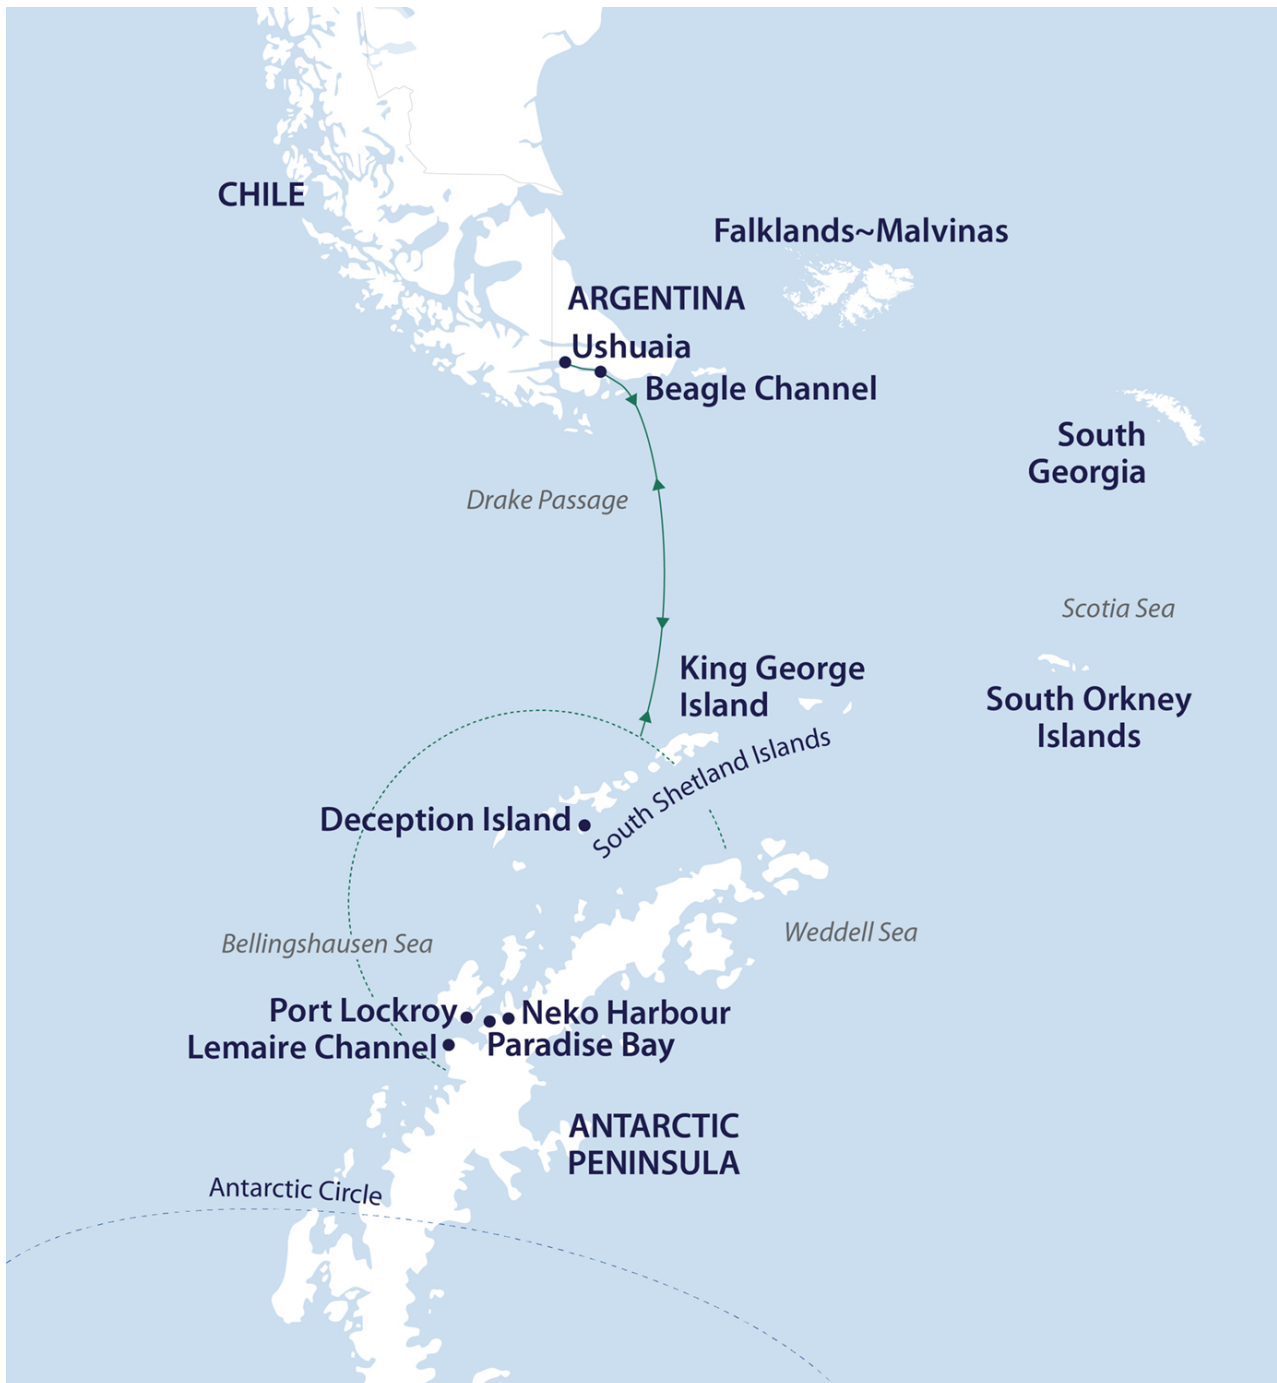 CHILE
Falklands~Malvinas
ARGENTINA
Ushuaia
Beagle Channel
South
Georgia
Drake Passage
Scotia Sea
King George
Island
South Orkney
Islands
South Shetland Islands
Deception Island
Bellingshausen Sea
Weddell Sea
Port Lockroy
Neko Harbour
Lemaire Channel
Paradise Bay
ANTARCTIC
PENINSULA
Antarctic Circle